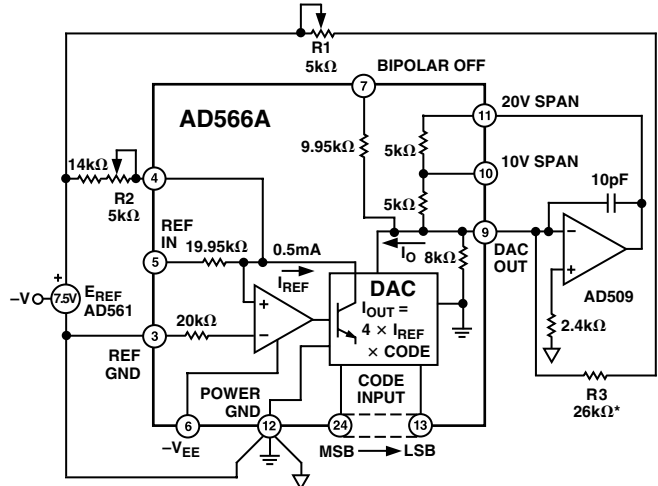 R1
5kΩ
BIPOLAR OFF
7
AD566A
20V SPAN
11
9.95kΩ
5kΩ
10V SPAN
10
14kΩ
R2
5kΩ
4
5kΩ
10pF
REF
IN
5
19.95kΩ
0.5mA
IREF
IO
8kΩ
9
DAC
OUT
–
+
AD509
2.4kΩ
+
–V
7.5V
EREF
AD561
+
–
DAC
IOUT =
4 × IREF
× CODE
3
20kΩ
REF
GND
POWER
GND
CODE
INPUT
R3
26kΩ*
6
–VEE
12
24
13
MSB
LSB